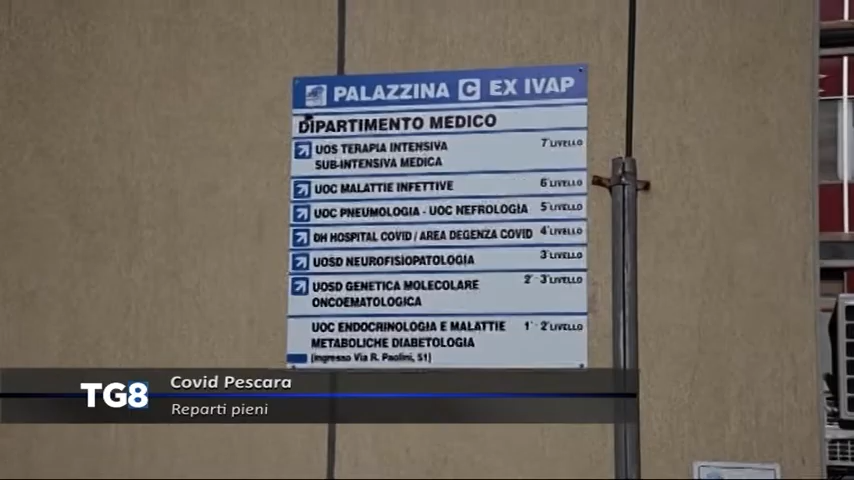 PALAZZINA C EX IVAP
DIPARTIMENTO MEDICO
UOS TERAPIA INTENSIVA 7° LIVELLO
SUB-INTENSIVA MEDICA
UOC MALATTIE INFETTIVE 6° LIVELLO
UOC PNEUMOLOGIA - UOC NEFROLOGIA 5° LIVELLO
DH HOSPITAL COVID / AREA DEGENZA COVID 4° LIVELLO
UOSD NEUROFISIOPATOLOGIA 3° LIVELLO
UOSD GENETICA MOLECOLARE 2° - 3° LIVELLO
ONCOEMATOLOGICA
UOC ENDOCRINOLOGIA E MALATTIE 1° - 2° LIVELLO
METABOLICHE DIABETOLOGIA
(ingresso Via R. Paolini, 51)
TG8
Covid Pescara
Reparti pieni